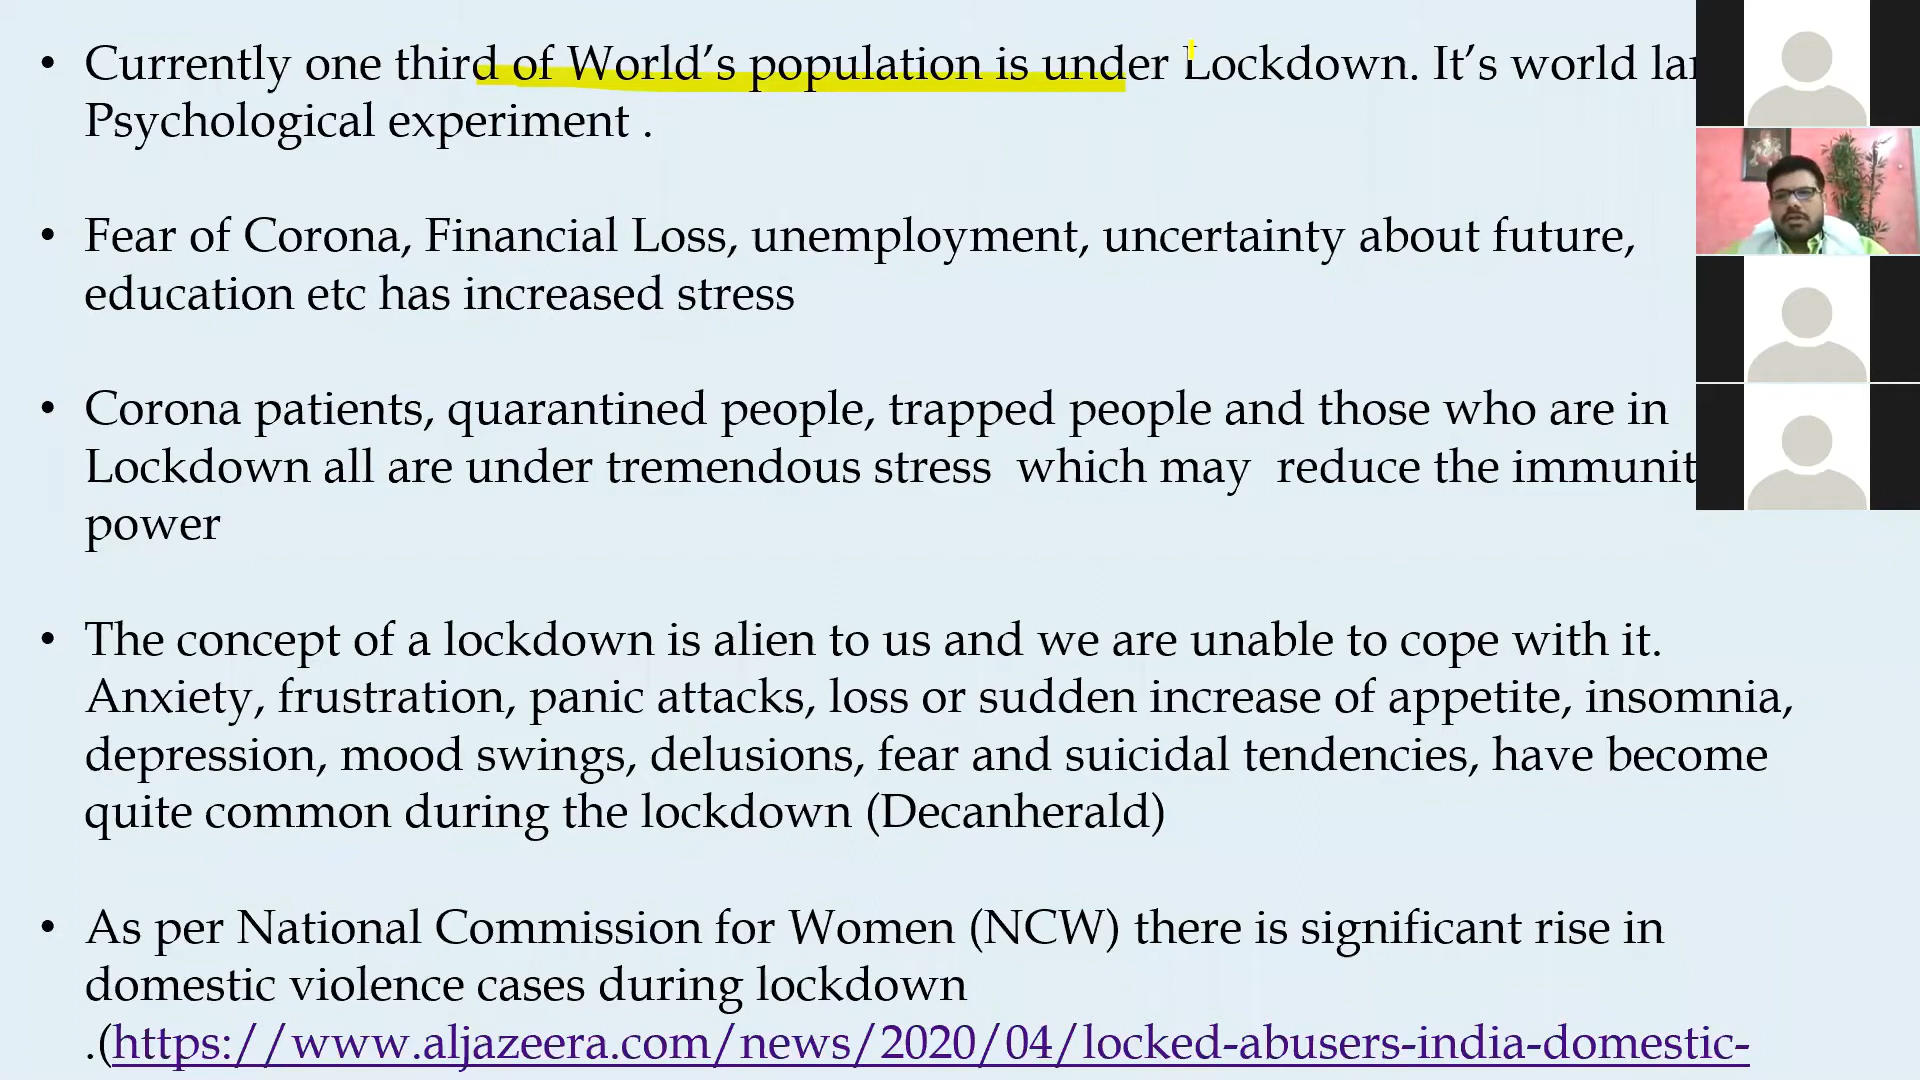 • Currently one third of World’s population is under Lockdown. It’s world
Psychological experiment .
• Fear of Corona, Financial Loss, unemployment, uncertainty about future,
education etc has increased stress
• Corona patients, quarantined people, trapped people and those who are in
Lockdown all are under tremendous stress which may reduce the
power
• The concept of a lockdown is alien to us and we are unable to cope with it.
Anxiety, frustration, panic attacks, loss or sudden increase of appetite, insomnia,
depression, mood swings, delusions, fear and suicidal tendencies, have become
quite common during the lockdown (Decanherald)
• As per National Commission for Women (NCW) there is significant rise in
domestic violence cases during lockdown
.(https://www.aljazeera.com/news/2020/04/locked-abusers-india-domestic-